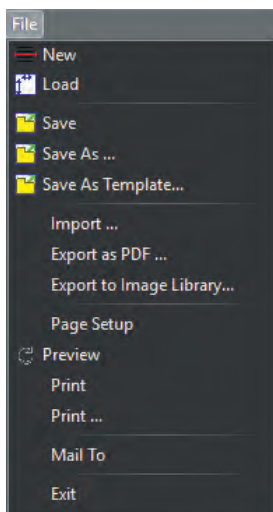 File
New
Load
Save
Save As ...
Save As Template...
Import ...
Export as PDF ...
Export to Image Library...
Page Setup
Preview
Print
Print ...
Mail To
Exit